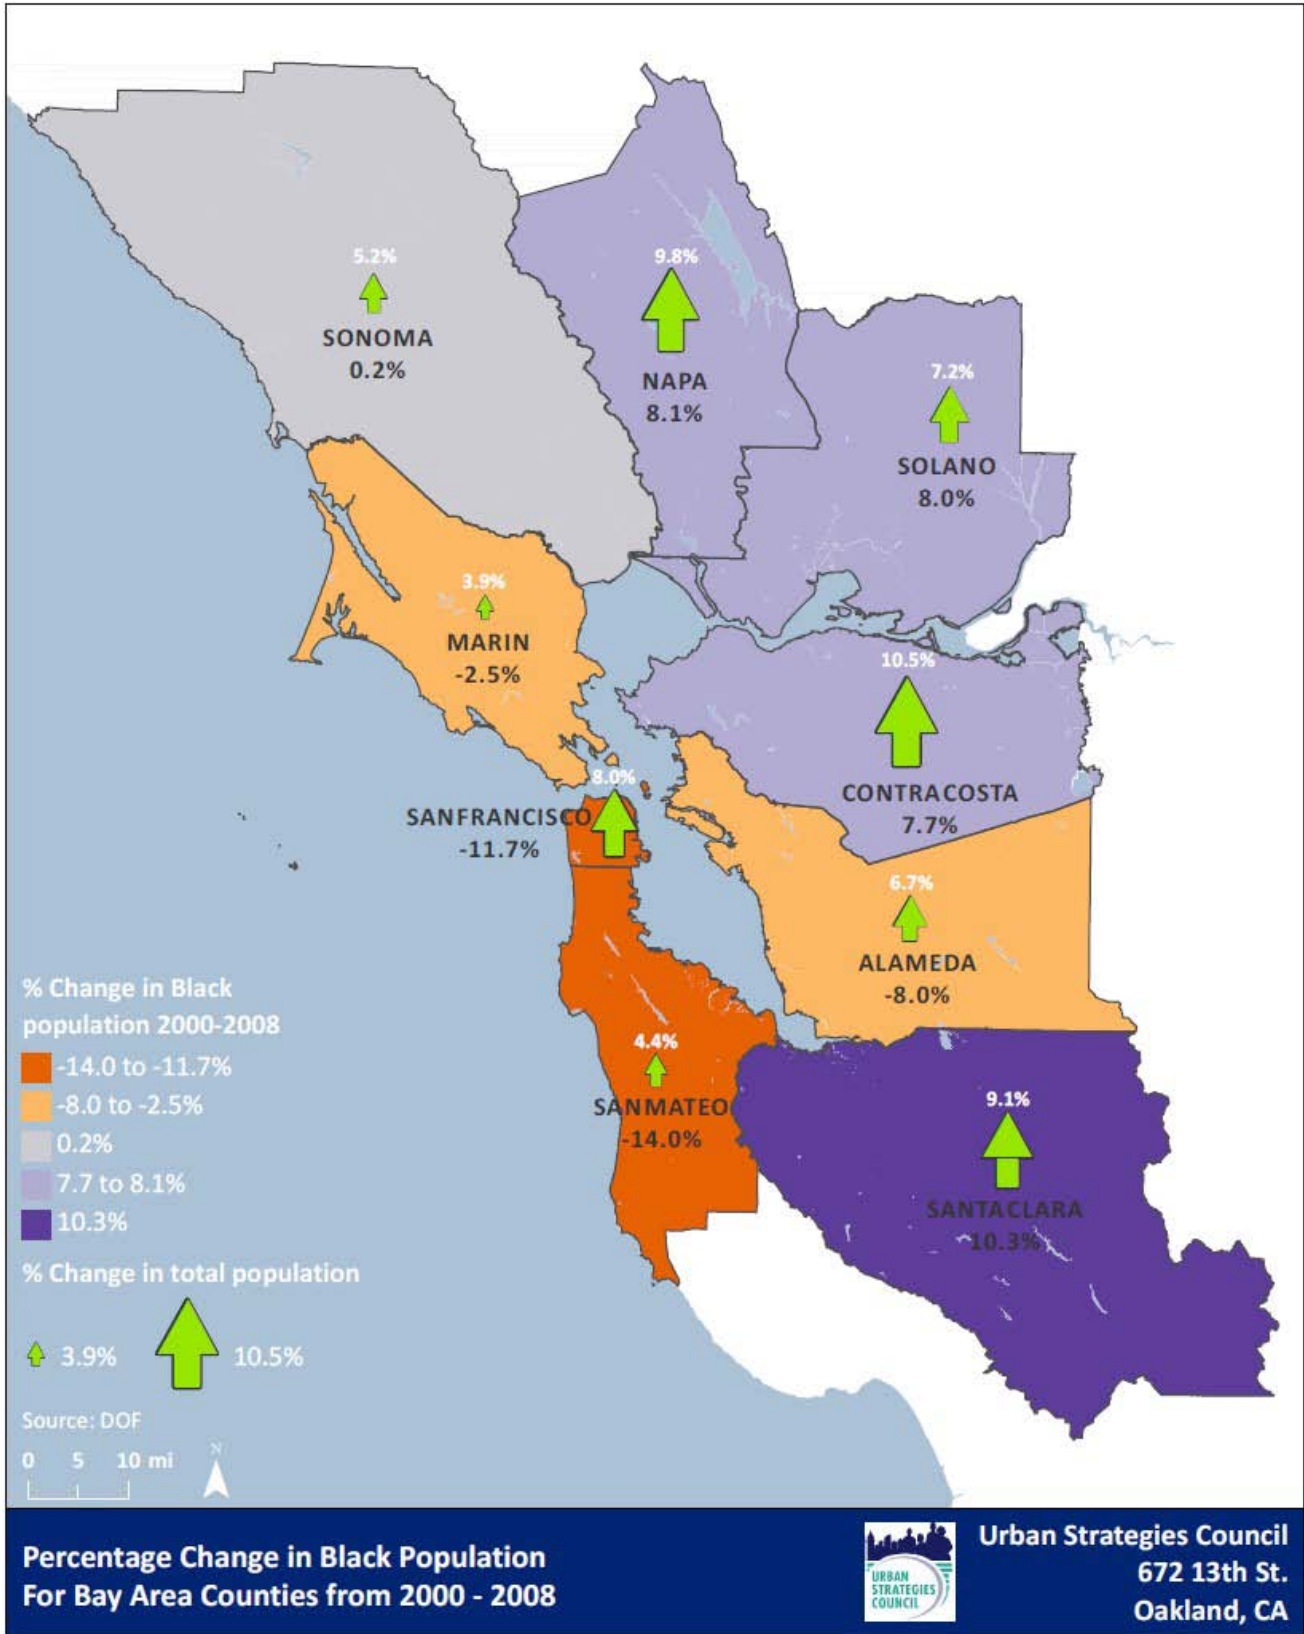 5.2%
SONOMA
0.2%
9.8%
NAPA
8.1%
7.2%
SOLANO
8.0%
3.9%
MARIN
-2.5%
10.5%
CONTRACOSTA
7.7%
8.0%
SANFRANCISCO
-11.7%
6.7%
ALAMEDA
-8.0%
4.4%
SANMATEO
-14.0%
9.1%
SANTACLARA
10.3%
% Change in Black
population 2000-2008
-14.0 to -11.7%
-8.0 to -2.5%
0.2%
7.7 to 8.1%
10.3%
% Change in total population
3.9% 10.5%
Source: DOF
0 5 10 mi
N
Percentage Change in Black Population
For Bay Area Counties from 2000 - 2008
URBAN
STRATEGIES
COUNCIL
Urban Strategies Council
672 13th St.
Oakland, CA